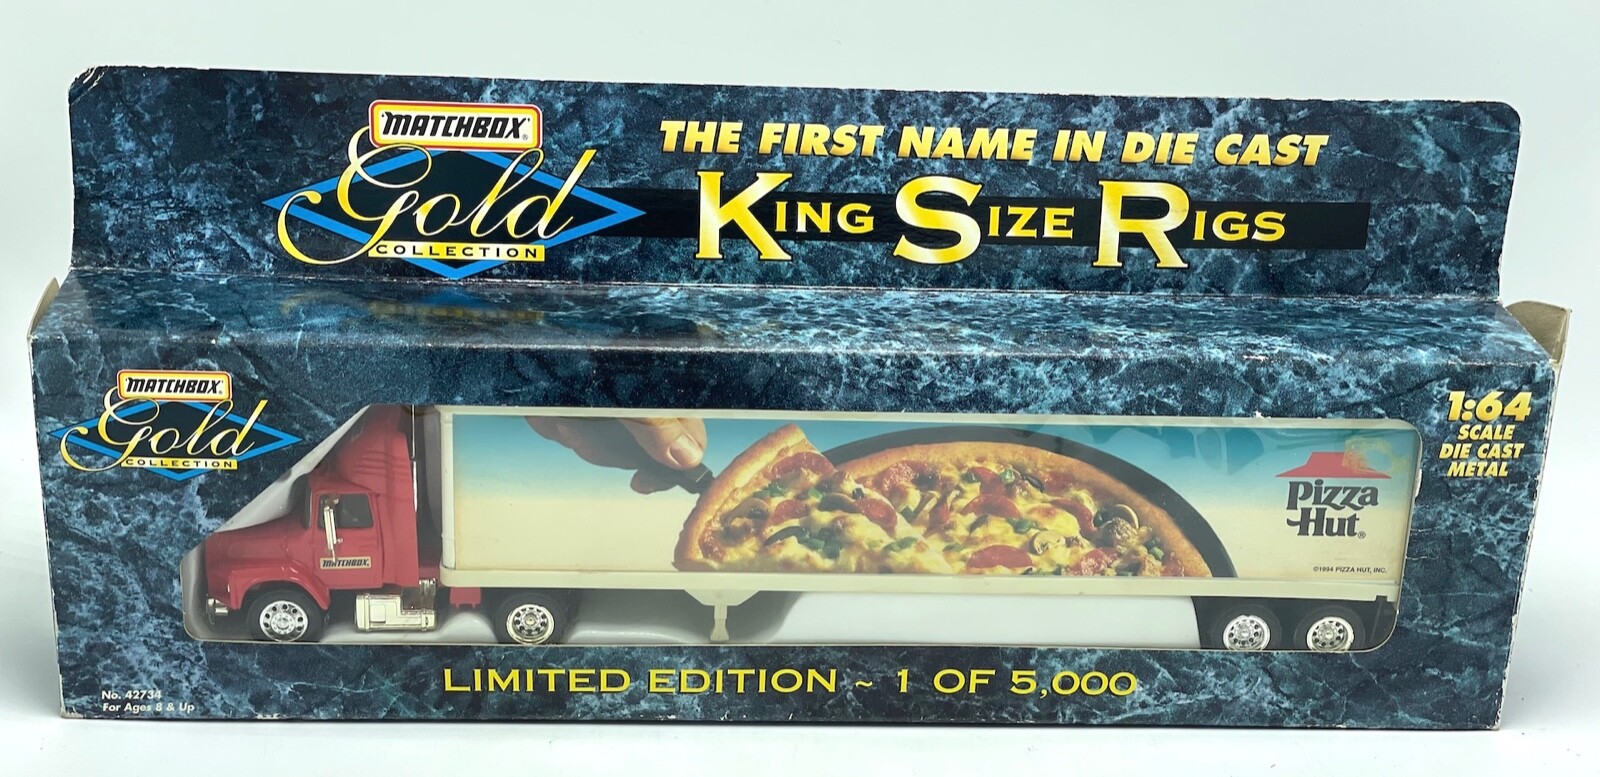 MATCHBOX®
Gold
COLLECTION
THE FIRST NAME IN DIE CAST
KING SIZE RIGS
MATCHBOX®
Gold
COLLECTION
1:64
SCALE
DIE CAST
METAL
Pizza
Hut®
©1994 PIZZA HUT, INC.
MATCHBOX®
LIMITED EDITION ~ 1 OF 5,000
No. 42734
For Ages 8 & Up